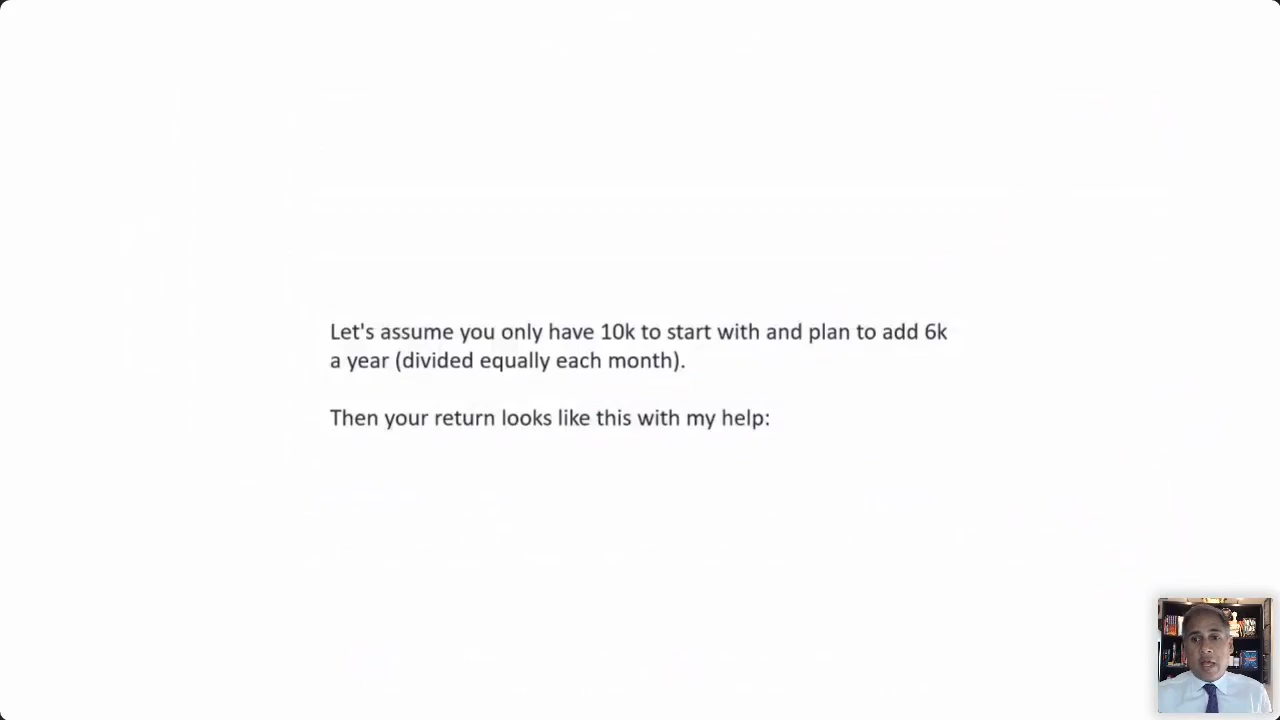 Let's assume you only have 10k to start with and plan to add 6k
a year (divided equally each month).
Then your return looks like this with my help: